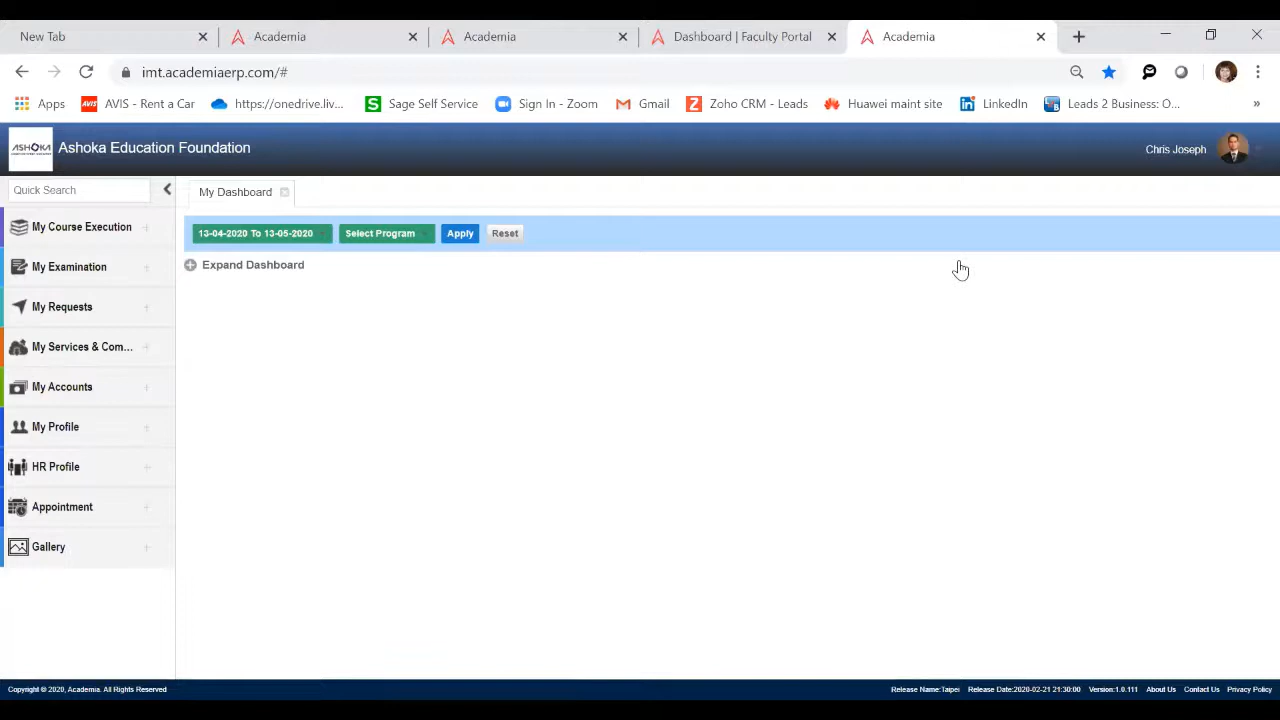 New Tab
Academia
Academia
Dashboard | Faculty Portal
Academia
imt.academiaerp.com/#
Apps
AVIS
AVIS - Rent a Car
https://onedrive.liv...
S
Sage Self Service
Sign In - Zoom
Gmail
Z
Zoho CRM - Leads
Huawei maint site
in
LinkedIn
Leads 2 Business: O...
»
ASHOKA
Ashoka Education Foundation
Chris Joseph
Quick Search
My Dashboard
My Course Execution
13-04-2020 To 13-05-2020
Select Program
Apply
Reset
Expand Dashboard
My Examination
My Requests
My Services & Com...
My Accounts
My Profile
HR Profile
Appointment
Gallery
Copyright © 2020, Academia. All Rights Reserved
Release Name:Taipei
Release Date:2020-02-21 21:30:00
Version:1.0.111
About Us
Contact Us
Privacy Policy